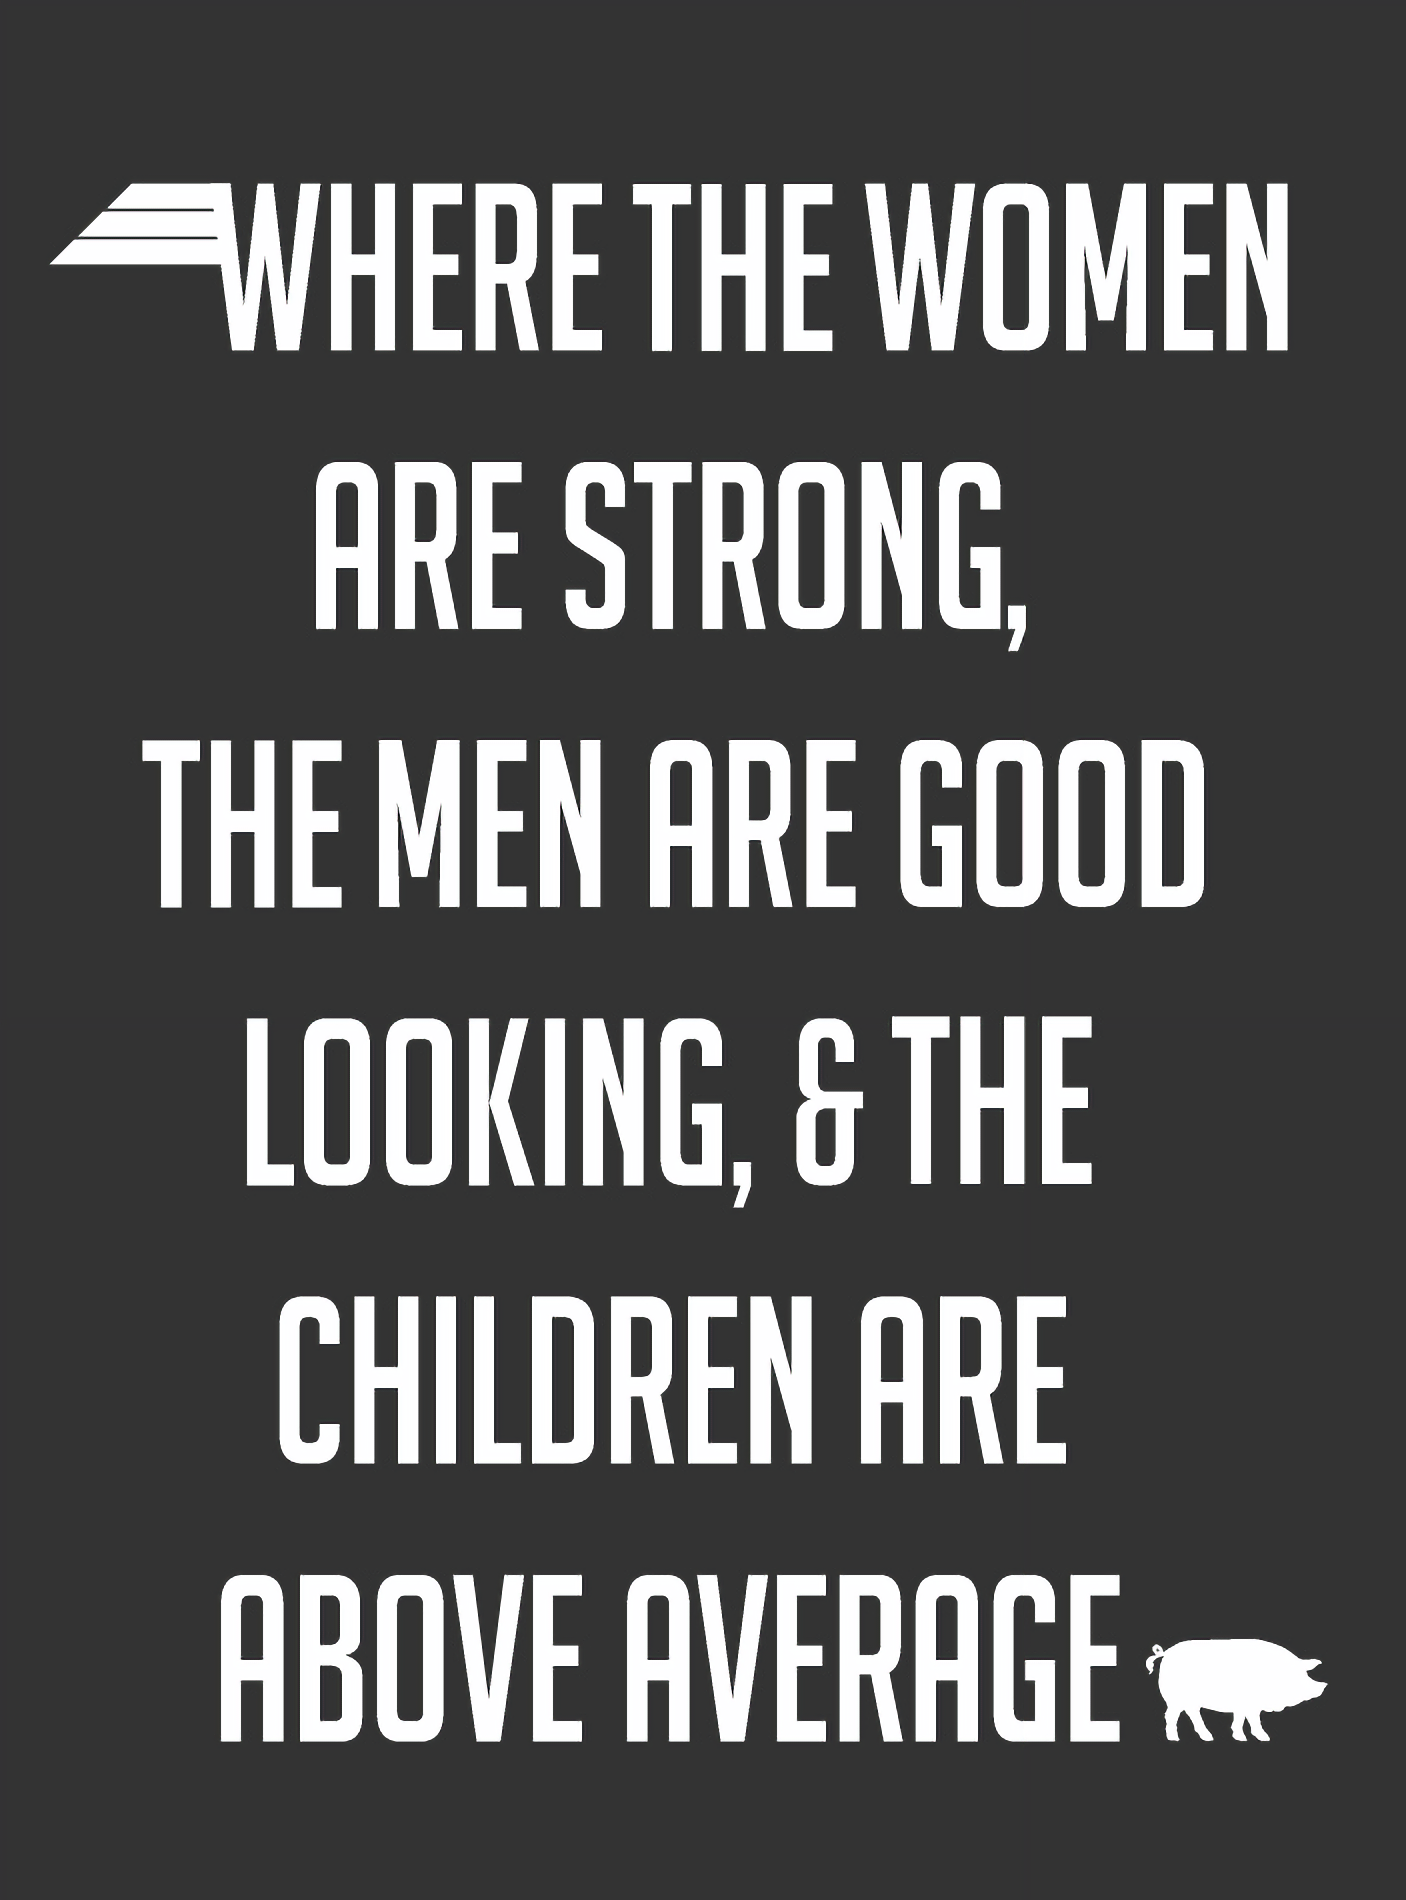 WHERE THE WOMEN
ARE STRONG,
THE MEN ARE GOOD
LOOKING, & THE
CHILDREN ARE
ABOVE AVERAGE